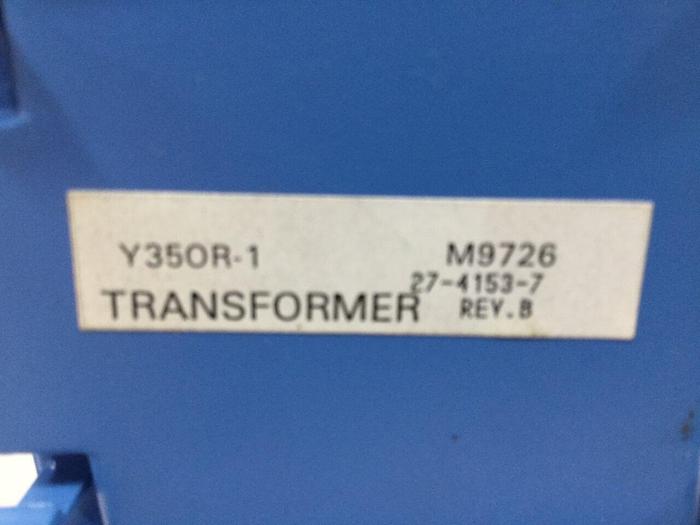 Y350R-1 M9726
27-4153-7
TRANSFORMER REV.B